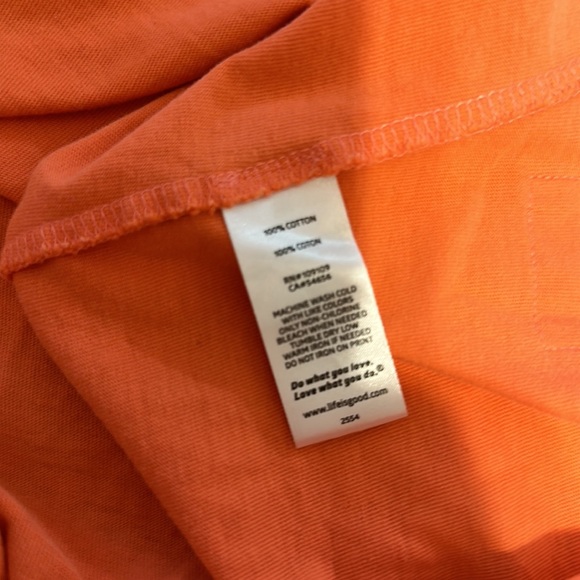 100% COTTON
100% COTON
RN#109109
CA#54656
MACHINE WASH COLD
WITH LIKE COLORS
ONLY NON-CHLORINE
BLEACH WHEN NEEDED
TUMBLE DRY LOW
WARM IRON IF NEEDED
DO NOT IRON ON PRINT
Do what you love.
Love what you do.®
www.lifeisgood.com
2554